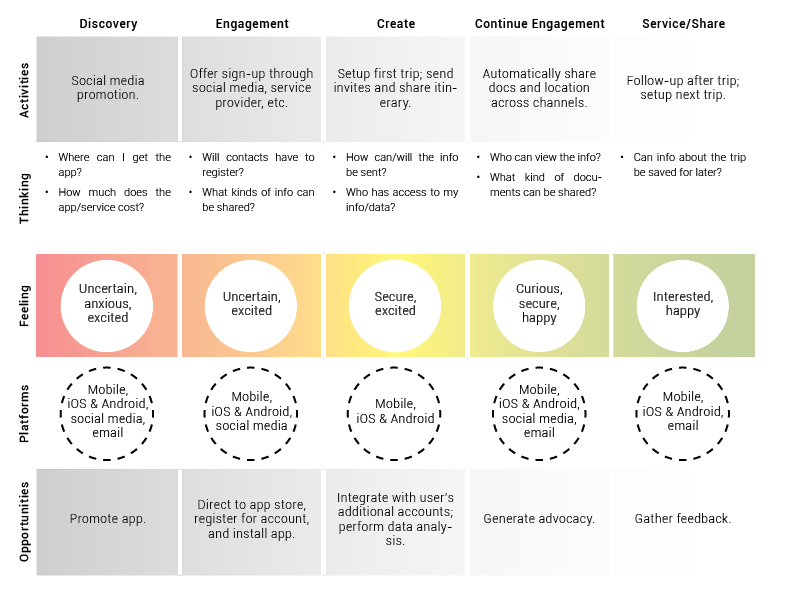 Discovery
Engagement
Create
Continue Engagement
Service/Share
Activities
Social media
promotion.
Offer sign-up through
social media, service
provider, etc.
Setup first trip; send
invites and share itin-
erary.
Automatically share
docs and location
across channels.
Follow-up after trip;
setup next trip.
Thinking
• Where can I get the
app?
• How much does the
app/service cost?
• Will contacts have to
register?
• What kinds of info can
be shared?
• How can/will the info
be sent?
• Who has access to my
info/data?
• Who can view the info?
• What kind of docu-
ments can be shared?
• Can info about the trip
be saved for later?
Feeling
Uncertain,
anxious,
excited
Uncertain,
excited
Secure,
excited
Curious,
secure,
happy
Interested,
happy
Platforms
Mobile,
iOS & Android,
social media,
email
Mobile,
iOS & Android,
social media
Mobile,
iOS & Android
Mobile,
iOS & Android,
social media,
email
Mobile,
iOS & Android,
email
Opportunities
Promote app.
Direct to app store,
register for account,
and install app.
Integrate with user's
additional accounts;
perform data analy-
sis.
Generate advocacy.
Gather feedback.